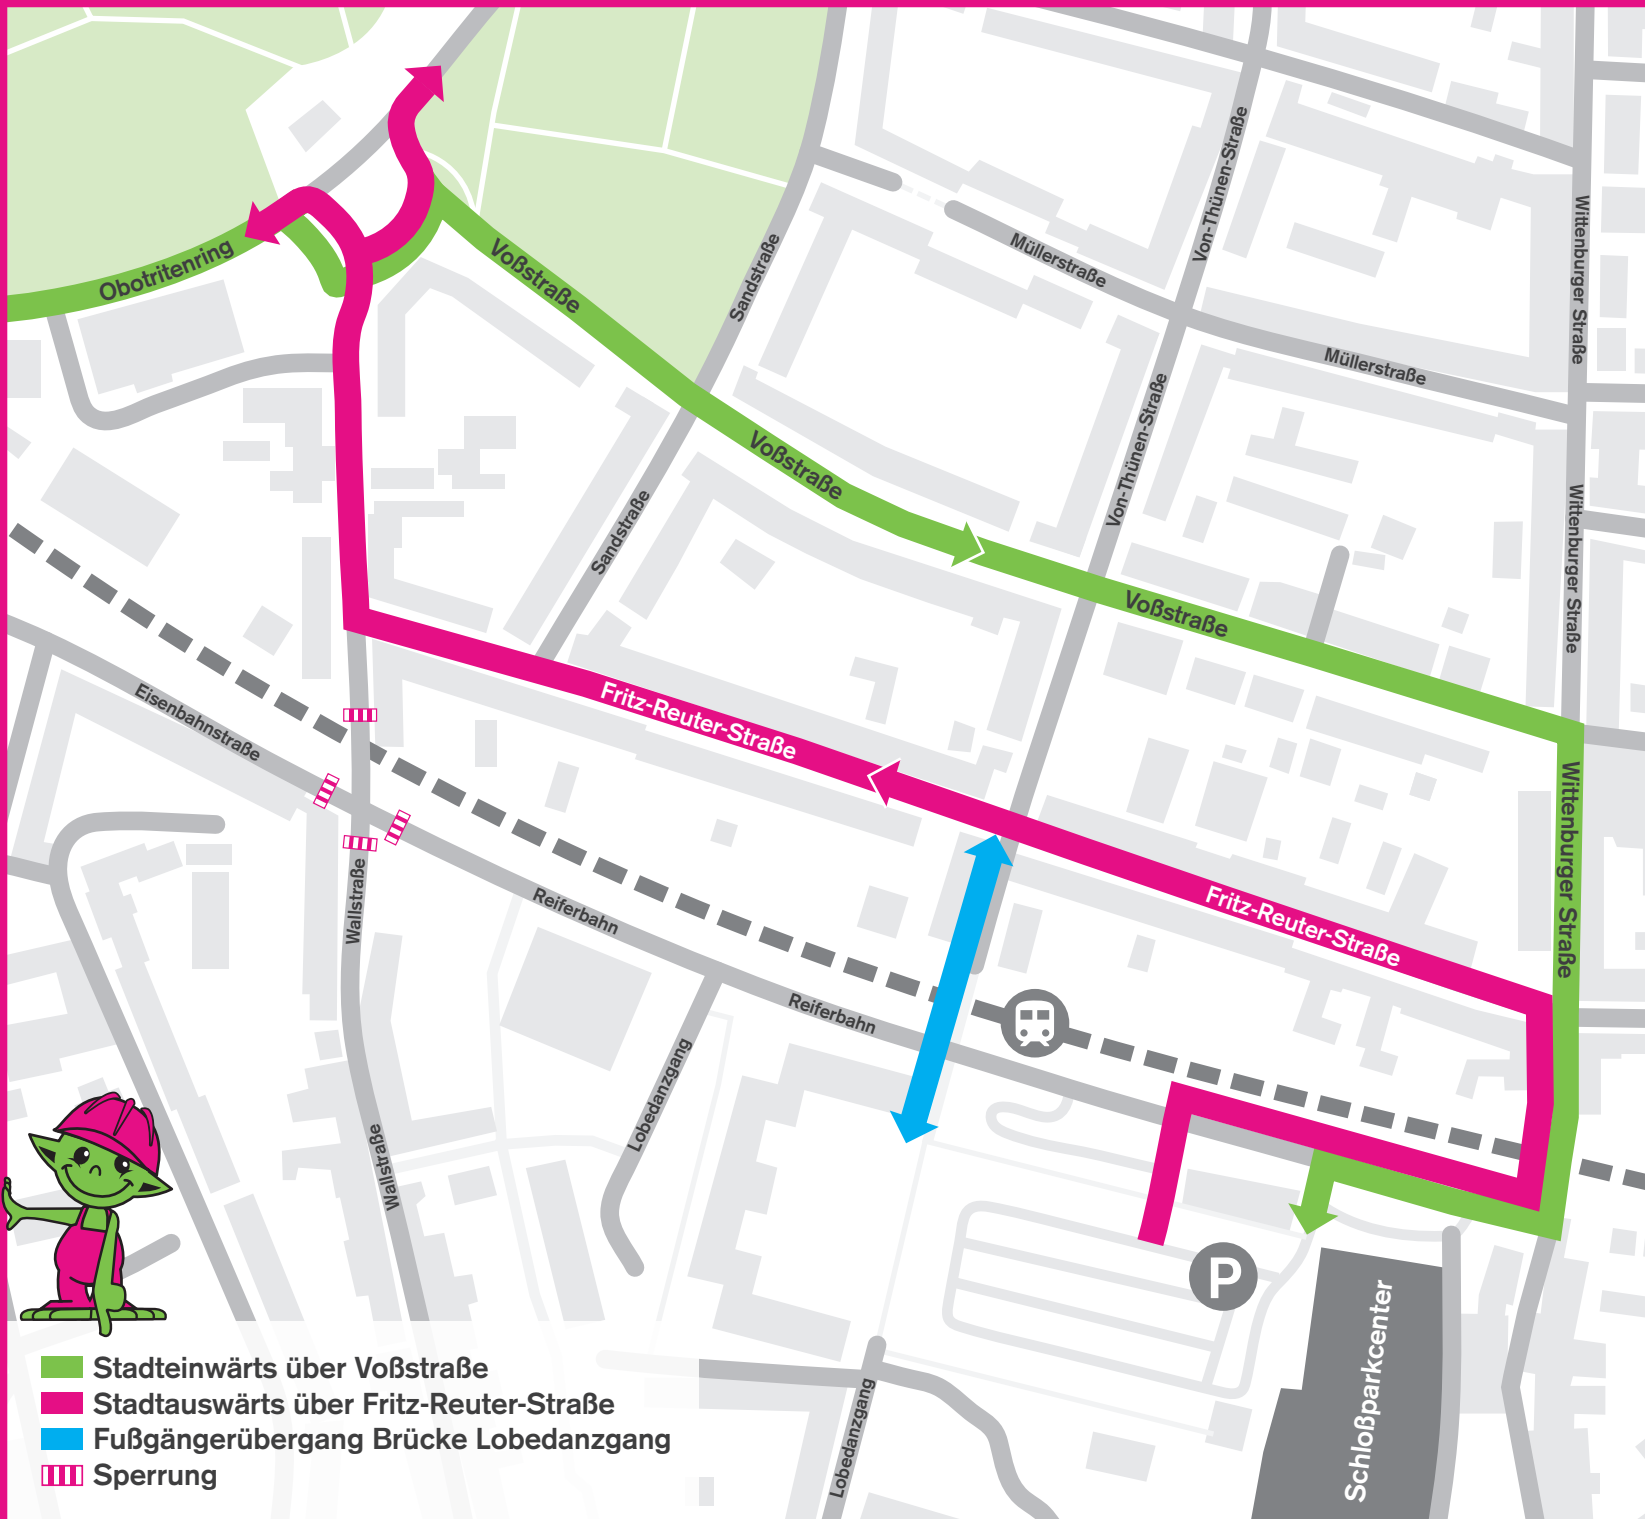 Obotritenring
Voßstraße
Sandstraße
Von-Thünen-Straße
Wittenburger Straße
Müllerstraße
Müllerstraße
Von-Thünen-Straße
Voßstraße
Sandstraße
Wittenburger Straße
Voßstraße
Eisenbahnstraße
Fritz-Reuter-Straße
Wittenburger Straße
Wallstraße
Reiferbahn
Fritz-Reuter-Straße
Reiferbahn
Lobedanzgang
Wallstraße
P
Schloßparkcenter
Lobedanzgang
Stadteinwärts über Voßstraße
Stadtauswärts über Fritz-Reuter-Straße
Fußgängerübergang Brücke Lobedanzgang
Sperrung